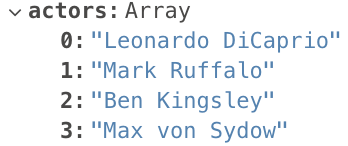 actors: Array
0: "Leonardo DiCaprio"
1: "Mark Ruffalo"
2: "Ben Kingsley"
3: "Max von Sydow"